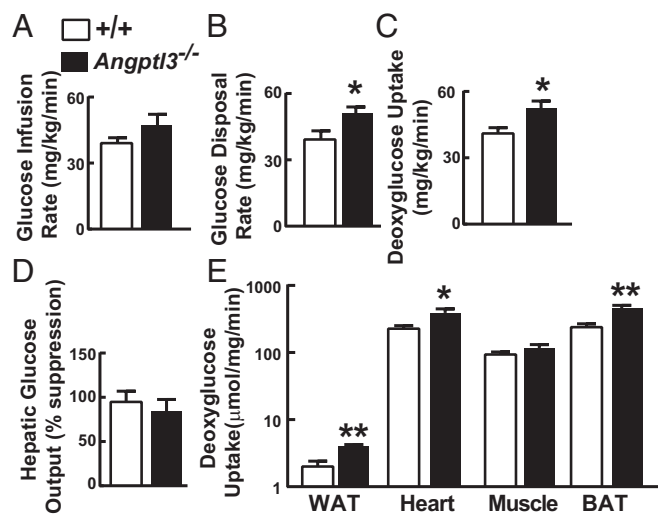 A
+/+
Angptl3-/-
Glucose Infusion
Rate (mg/kg/min)
60
30
0
B
*
Glucose Disposal
Rate (mg/kg/min)
60
30
0
C
*
Deoxyglucose Uptake
(mg/kg/min)
60
30
0
D
Hepatic Glucose
Output (% suppression)
150
100
50
0
E
Deoxyglucose
Uptake(μmol/mg/min)
1000
100
10
1
**
*
**
WAT Heart Muscle BAT